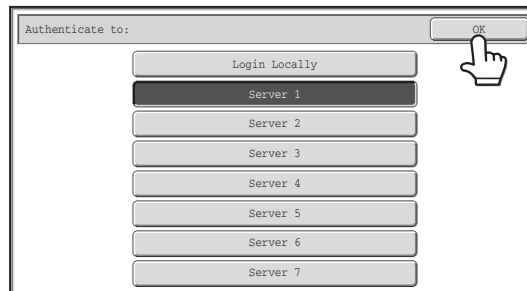 Authenticate to:
OK
Login Locally
Server 1
Server 2
Server 3
Server 4
Server 5
Server 6
Server 7